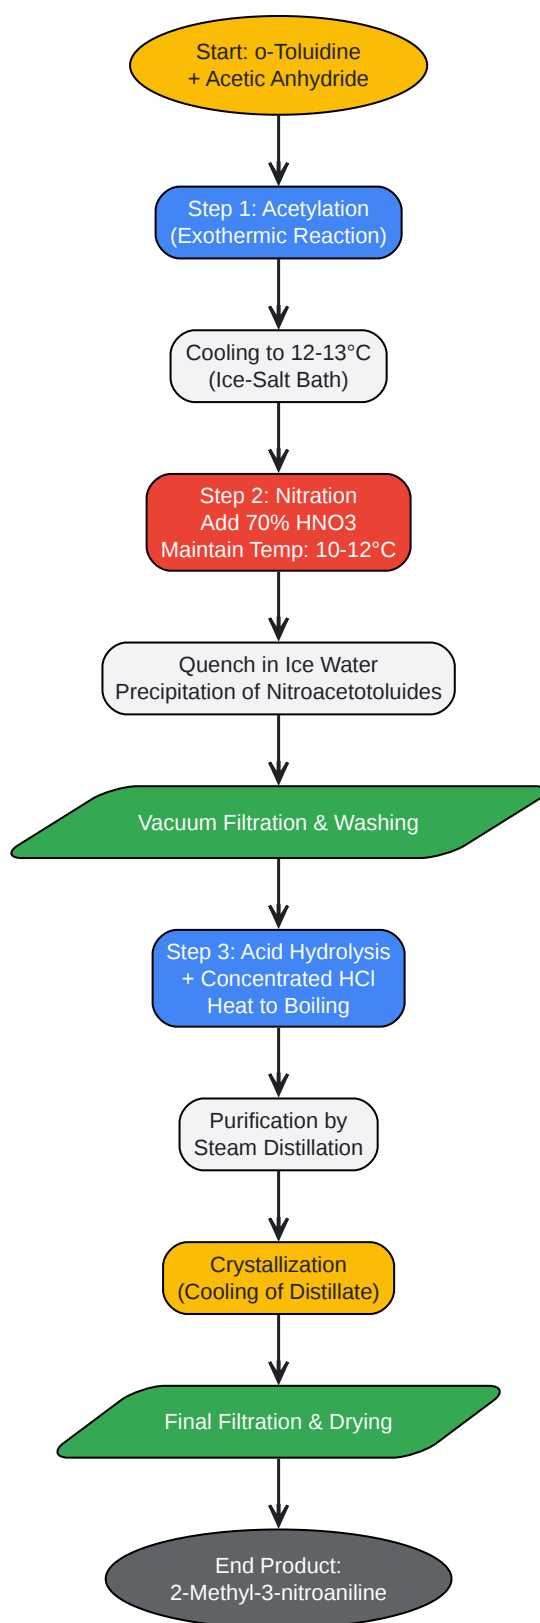 Start: o-Toluidine
+ Acetic Anhydride
Step 1: Acetylation
(Exothermic Reaction)
Cooling to 12-13°C
(Ice-Salt Bath)
Step 2: Nitration
Add 70% HNO3
Maintain Temp: 10-12°C
Quench in Ice Water
Precipitation of Nitroacetotoluides
Vacuum Filtration & Washing
Step 3: Acid Hydrolysis
+ Concentrated HCl
Heat to Boiling
Purification by
Steam Distillation
Crystallization
(Cooling of Distillate)
Final Filtration & Drying
End Product:
2-Methyl-3-nitroaniline